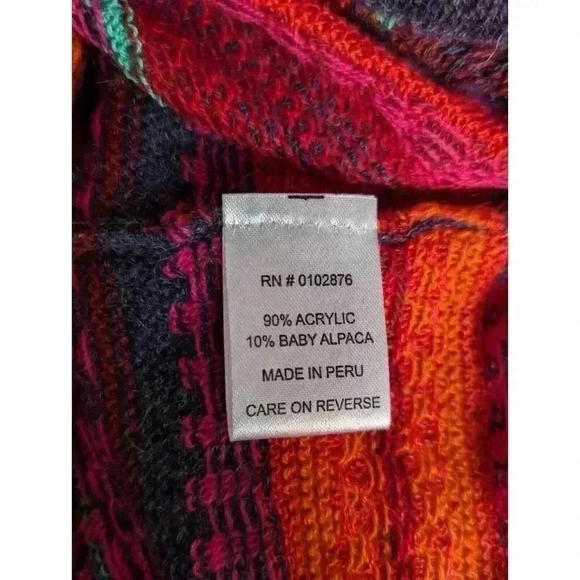 RN # 0102876
90% ACRYLIC
10% BABY ALPACA
MADE IN PERU
CARE ON REVERSE